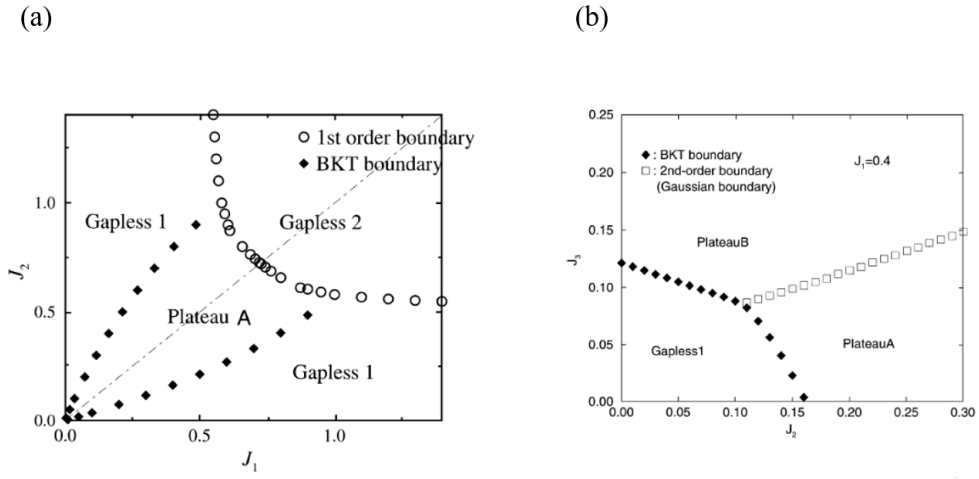 (a)
1st order boundary
BKT boundary
1.0
Gapless 1
Gapless 2
J2
0.5
Plateau A
Gapless 1
0.0
0.0
0.5
1.0
J1
(b)
0.25
BKT boundary
J1=0.4
: 2nd-order boundary
(Gaussian boundary)
0.20
0.15
PlateauB
J3
0.10
Gapless1
PlateauA
0.05
0.00
0.00
0.05
0.10
0.15
0.20
0.25
0.30
J2